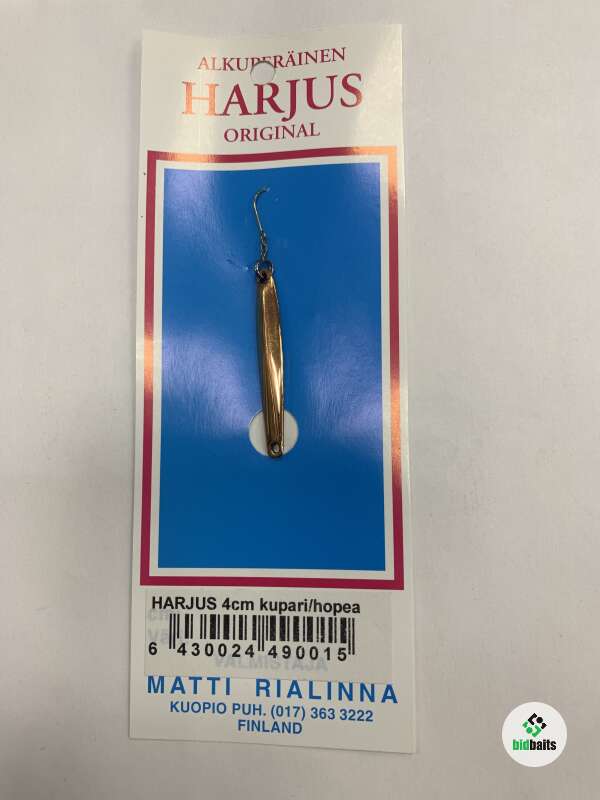 ALKUPERÄINEN
HARJUS
ORIGINAL
HARJUS 4cm kupari/hopea
6 430024 490015
VALMISTAJA
MATTI RIALINNA
KUOPIO PUH. (017) 363 3222
FINLAND
bidbaits